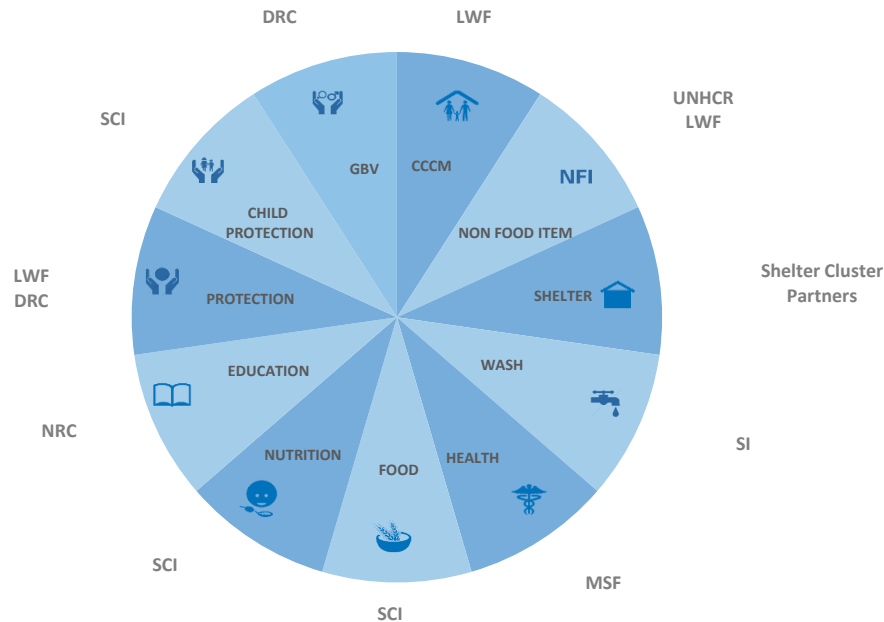 DRC
LWF
SCI
UNHCR
LWF
GBV
CCCM
NFI
CHILD
PROTECTION
NON FOOD ITEM
LWF
DRC
PROTECTION
SHELTER
Shelter Cluster
Partners
EDUCATION
WASH
NRC
SI
NUTRITION
FOOD
HEALTH
SCI
MSF
SCI